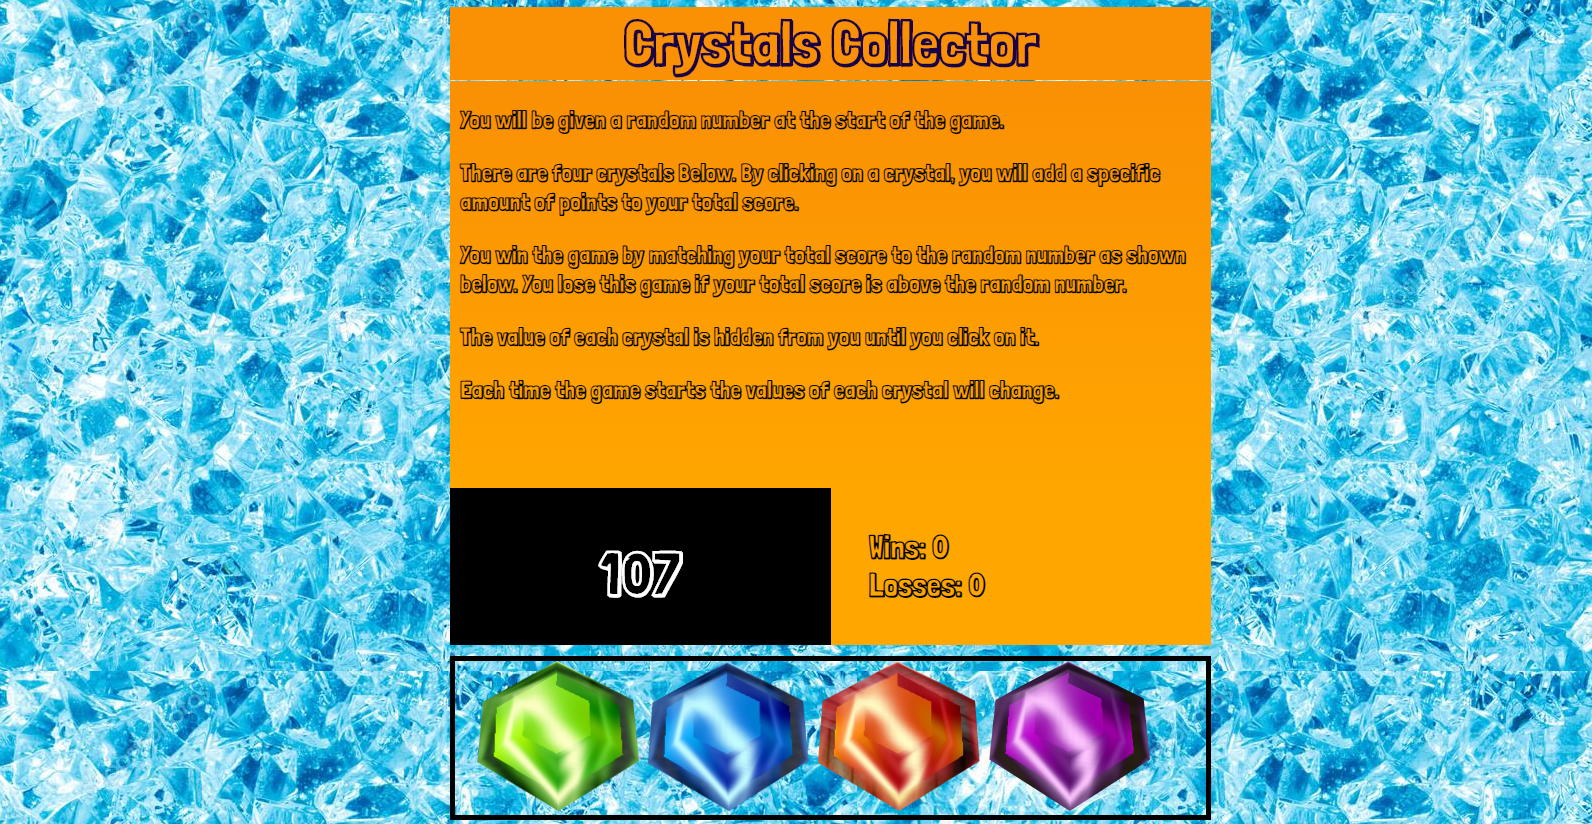 Crystals Collector
You will be given a random number at the start of the game.
There are four crystals Below. By clicking on a crystal, you will add a specific
amount of points to your total score.
You win the game by matching your total score to the random number as shown
below. You lose this game if your total score is above the random number.
The value of each crystal is hidden from you until you click on it.
Each time the game starts the values of each crystal will change.
107
Wins: 0
Losses: 0